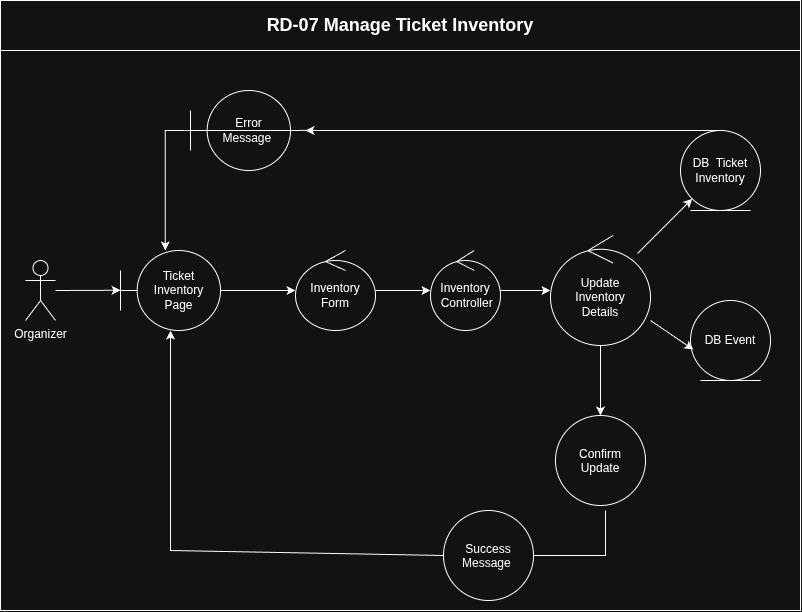 RD-07 Manage Ticket Inventory
Error
Message
DB Ticket
Inventory
Ticket
Inventory
Page
Inventory
Form
Inventory
Controller
Update
Inventory
Details
Organizer
DB Event
Confirm
Update
Success
Message